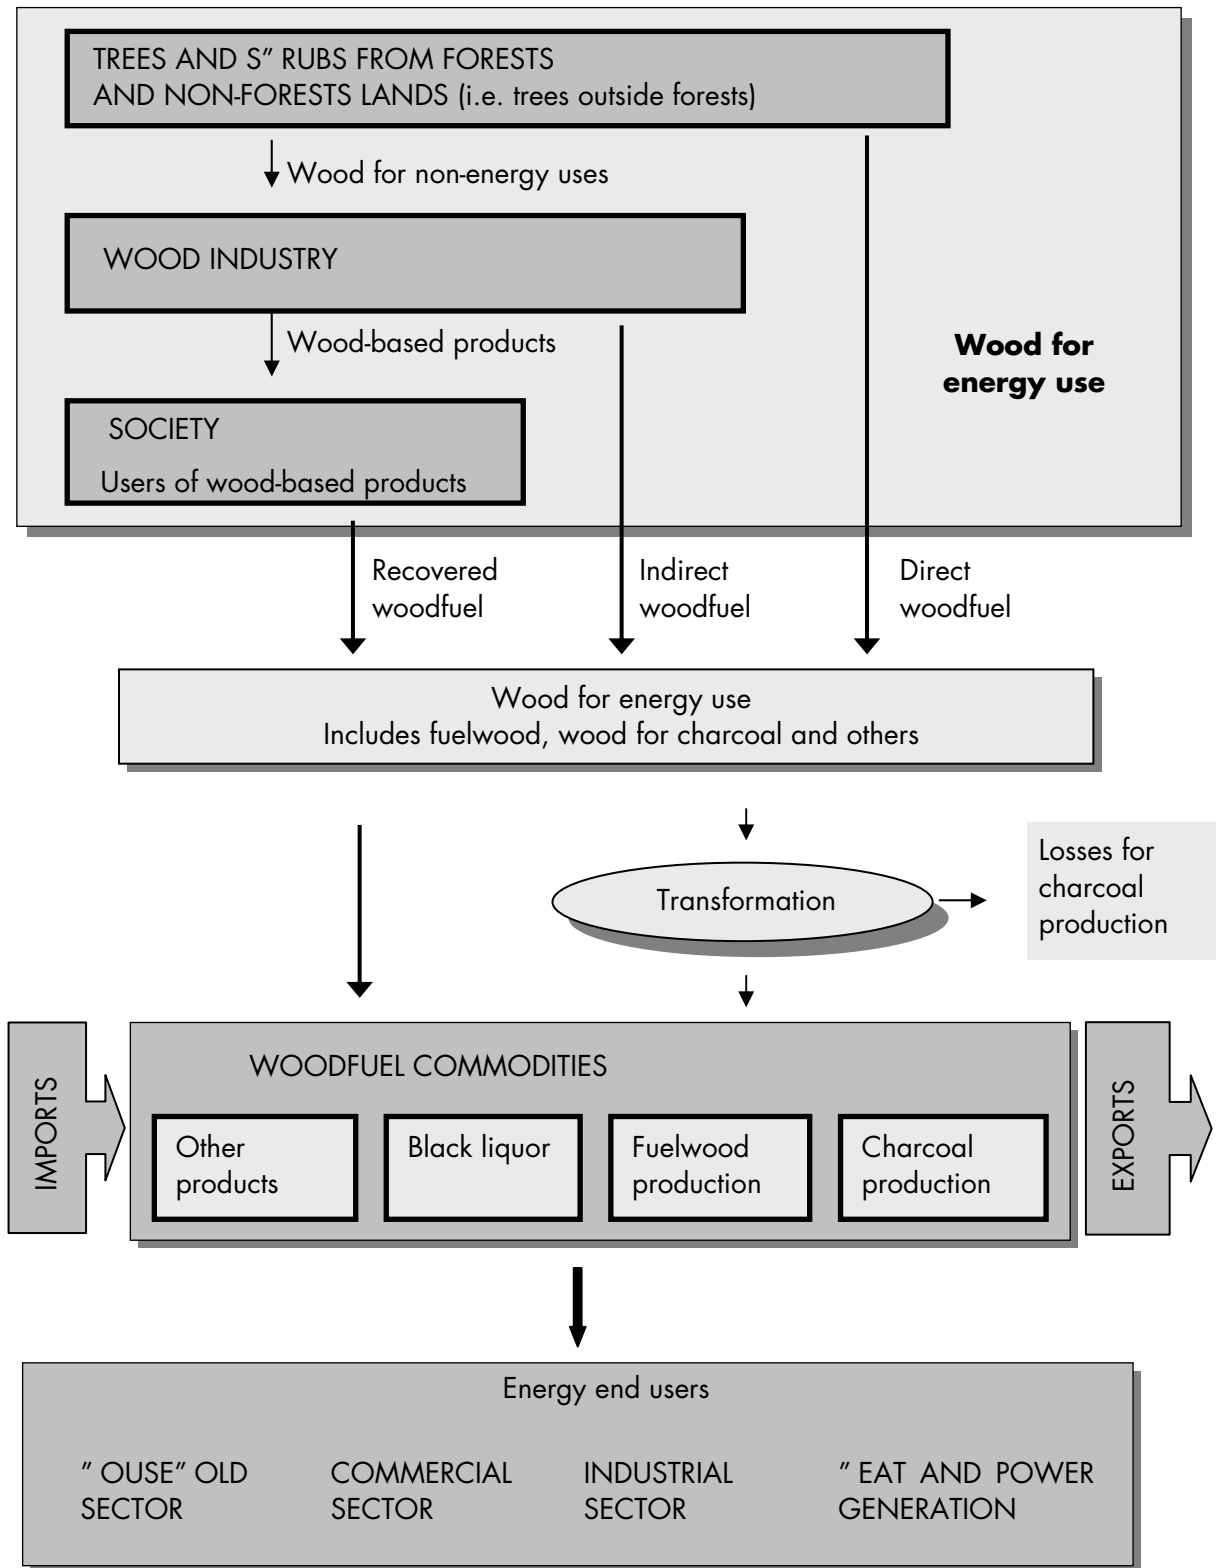 TREES AND S” RUBS FROM FORESTS
AND NON-FORESTS LANDS (i.e. trees outside forests)
Wood for non-energy uses
WOOD INDUSTRY
Wood-based products
Wood for
energy use
SOCIETY
Users of wood-based products
Recovered
woodfuel
Indirect
woodfuel
Direct
woodfuel
Wood for energy use
Includes fuelwood, wood for charcoal and others
Transformation
Losses for
charcoal
production
IMPORTS
WOODFUEL COMMODITIES
Other
products
Black liquor
Fuelwood
production
Charcoal
production
EXPORTS
Energy end users
” OUSE” OLD
SECTOR
COMMERCIAL
SECTOR
INDUSTRIAL
SECTOR
” EAT AND POWER
GENERATION